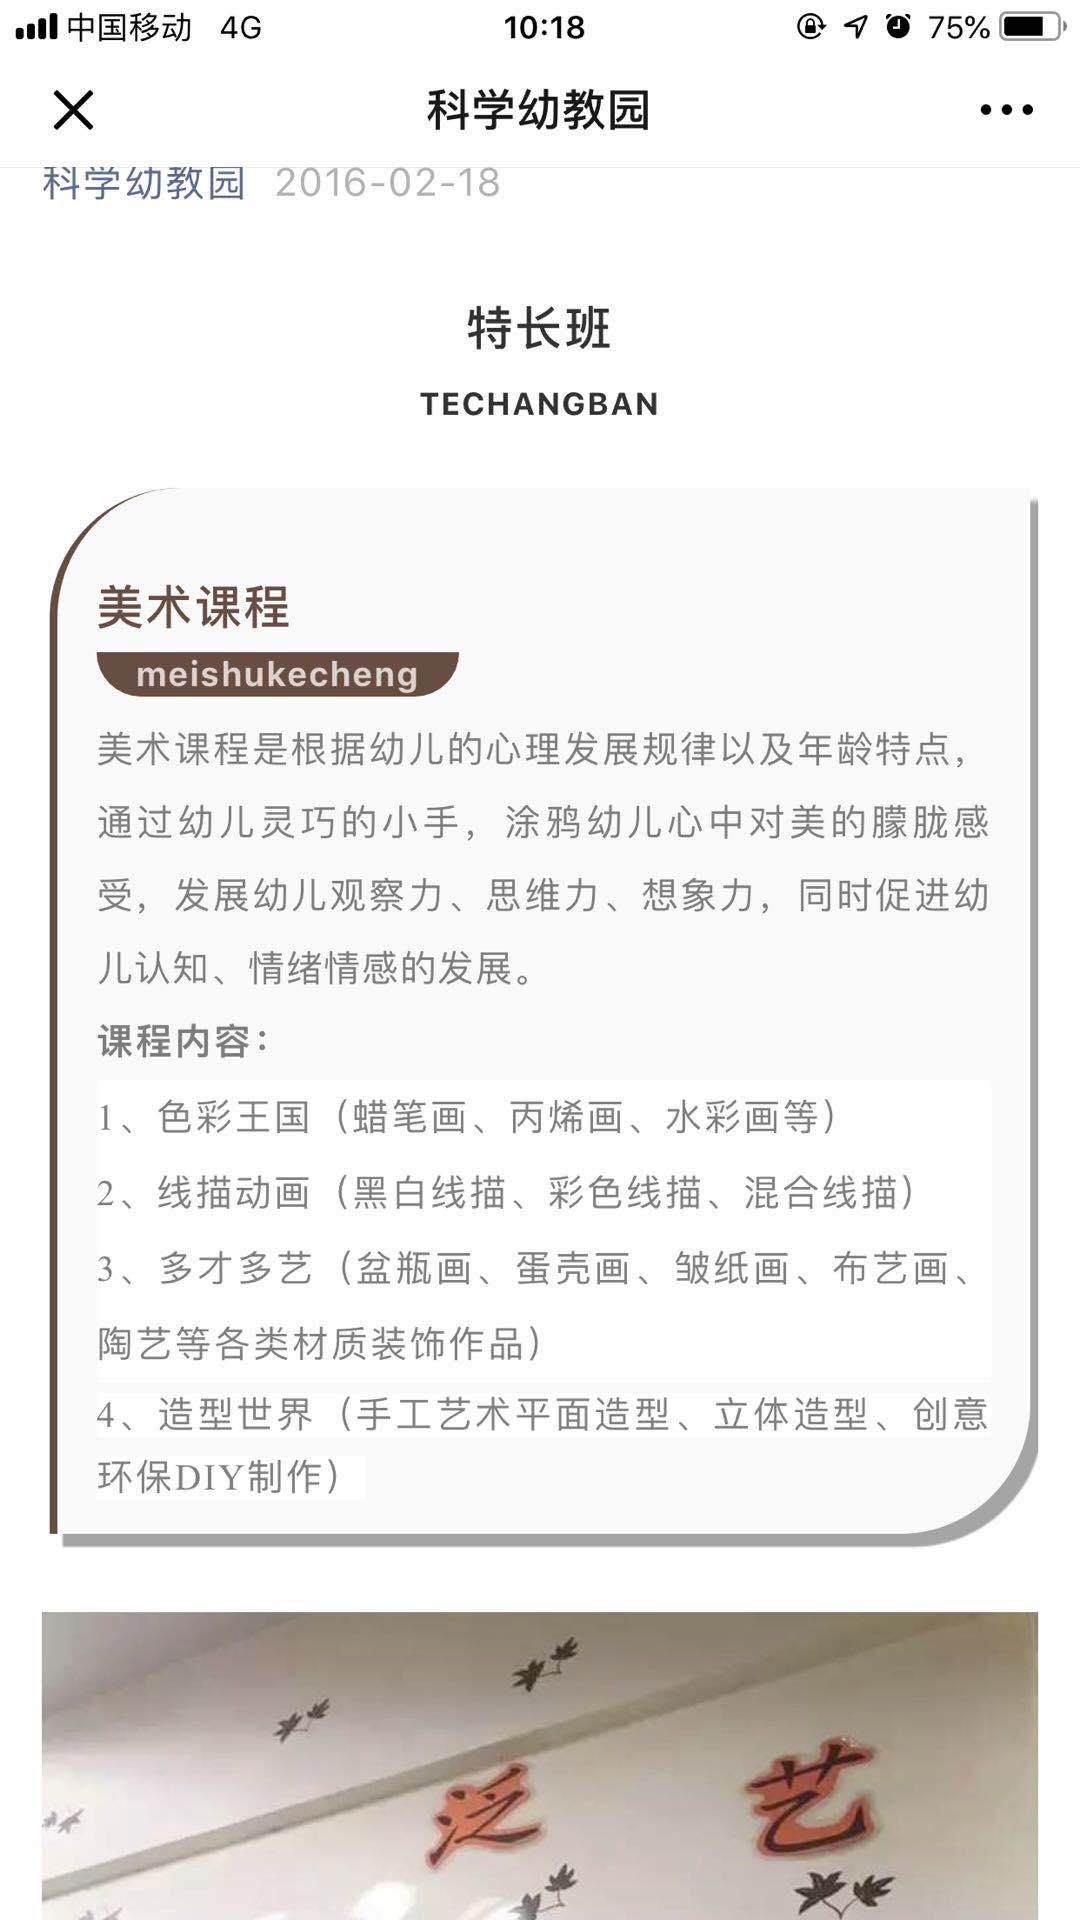 中国移动 4G 10:18 75%
科学幼教园
科学幼教园 2016-02-18
特长班
TECHANGBAN
美术课程
meishukecheng
美术课程是根据幼儿的心理发展规律以及年龄特点，
通过幼儿灵巧的小手，涂鸦幼儿心中对美的朦胧感
受，发展幼儿观察力、思维力、想象力，同时促进幼
儿认知、情绪情感的发展。
课程内容：
1、色彩王国（蜡笔画、丙烯画、水彩画等）
2、线描动画（黑白线描、彩色线描、混合线描）
3、多才多艺（盆瓶画、蛋壳画、皱纸画、布艺画、
陶艺等各类材质装饰作品）
4、造型世界（手工艺术平面造型、立体造型、创意
环保DIY制作）
泛艺